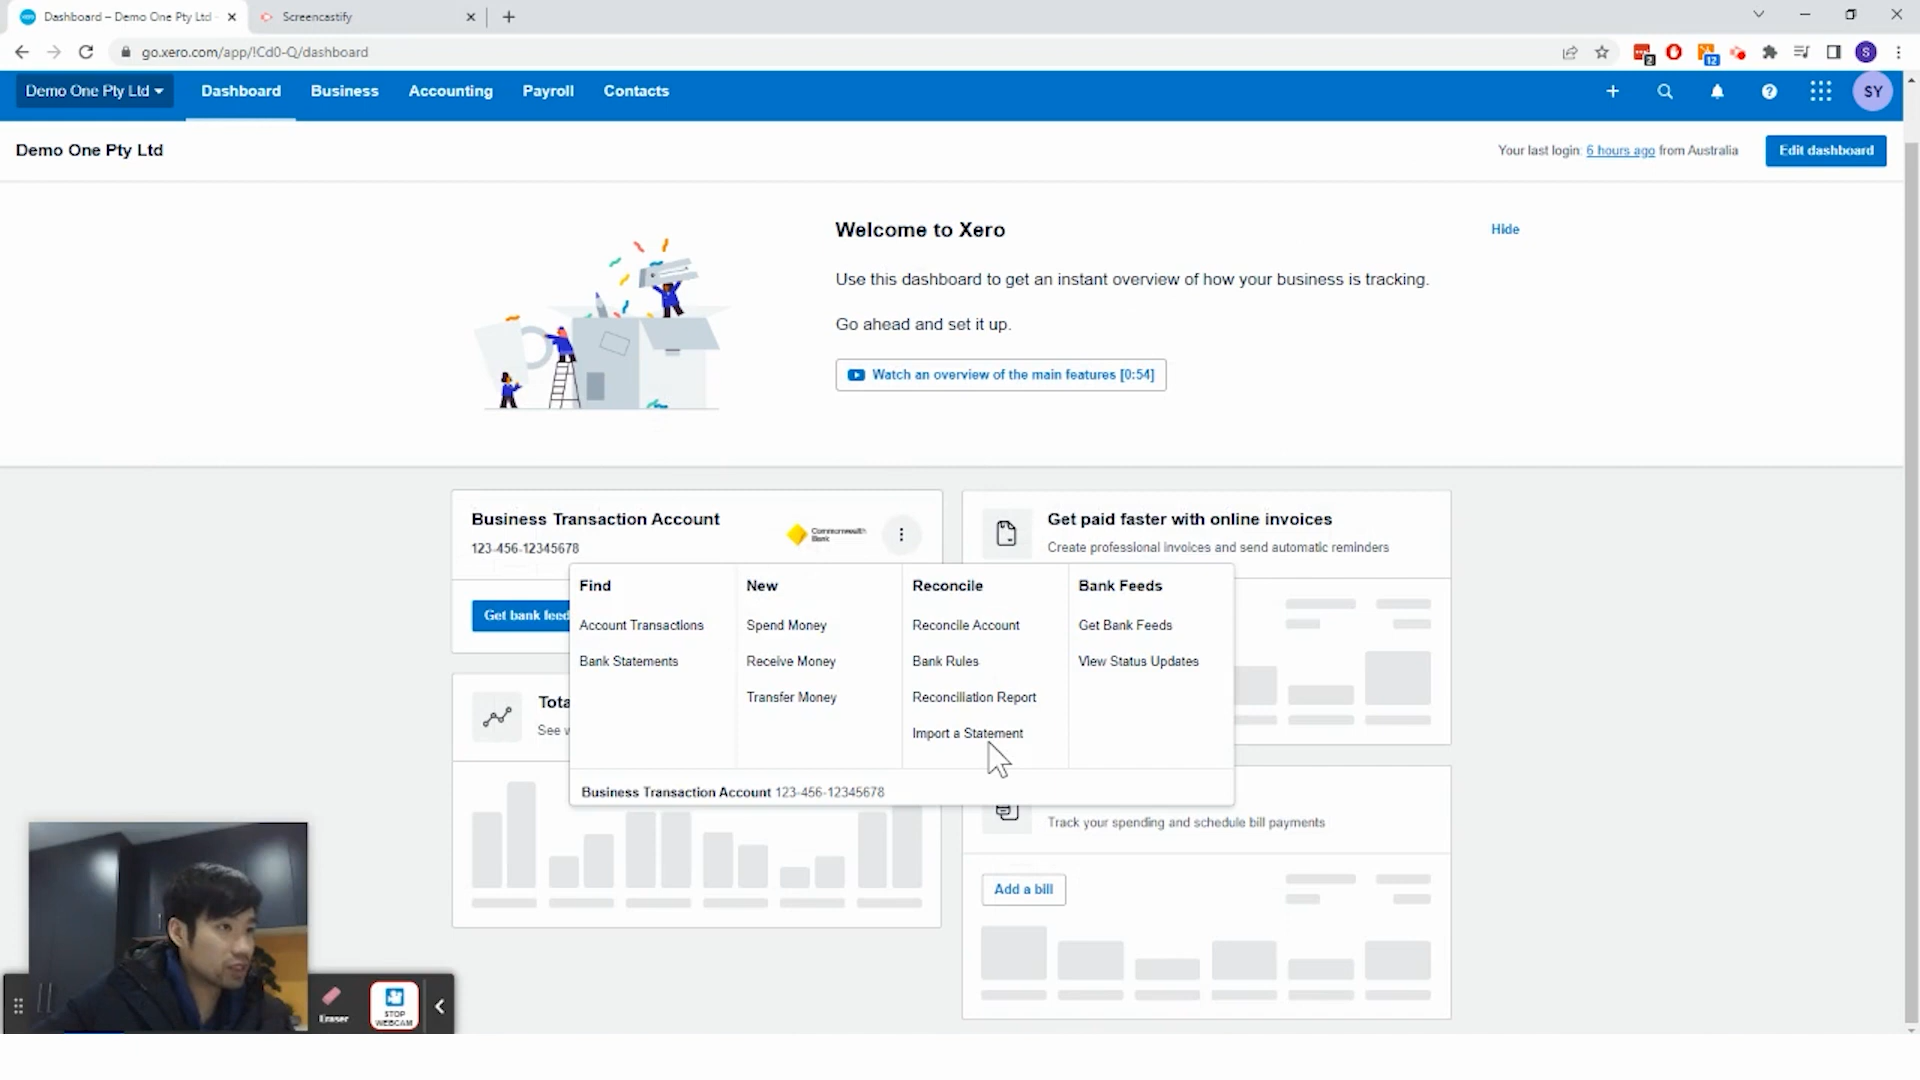 Dashboard – Demo One Pty Ltd
Screencastify
go.xero.com/app/!Cd0-Q/dashboard
2
12
S
Demo One Pty Ltd
Dashboard
Business
Accounting
Payroll
Contacts
SY
Demo One Pty Ltd
Your last login: 6 hours ago from Australia
Edit dashboard
Welcome to Xero
Hide
Use this dashboard to get an instant overview of how your business is tracking.
Go ahead and set it up.
Watch an overview of the main features [0:54]
Business Transaction Account
123-456-12345678
Commonwealth
Bank
Get paid faster with online invoices
Create professional invoices and send automatic reminders
Get bank feed
Find
Account Transactions
Bank Statements
New
Spend Money
Receive Money
Transfer Money
Reconcile
Reconcile Account
Bank Rules
Reconciliation Report
Import a Statement
Bank Feeds
Get Bank Feeds
View Status Updates
Business Transaction Account 123-456-12345678
Tota
See
Track your spending and schedule bill payments
Add a bill
Eraser
STOP
WEBCAM